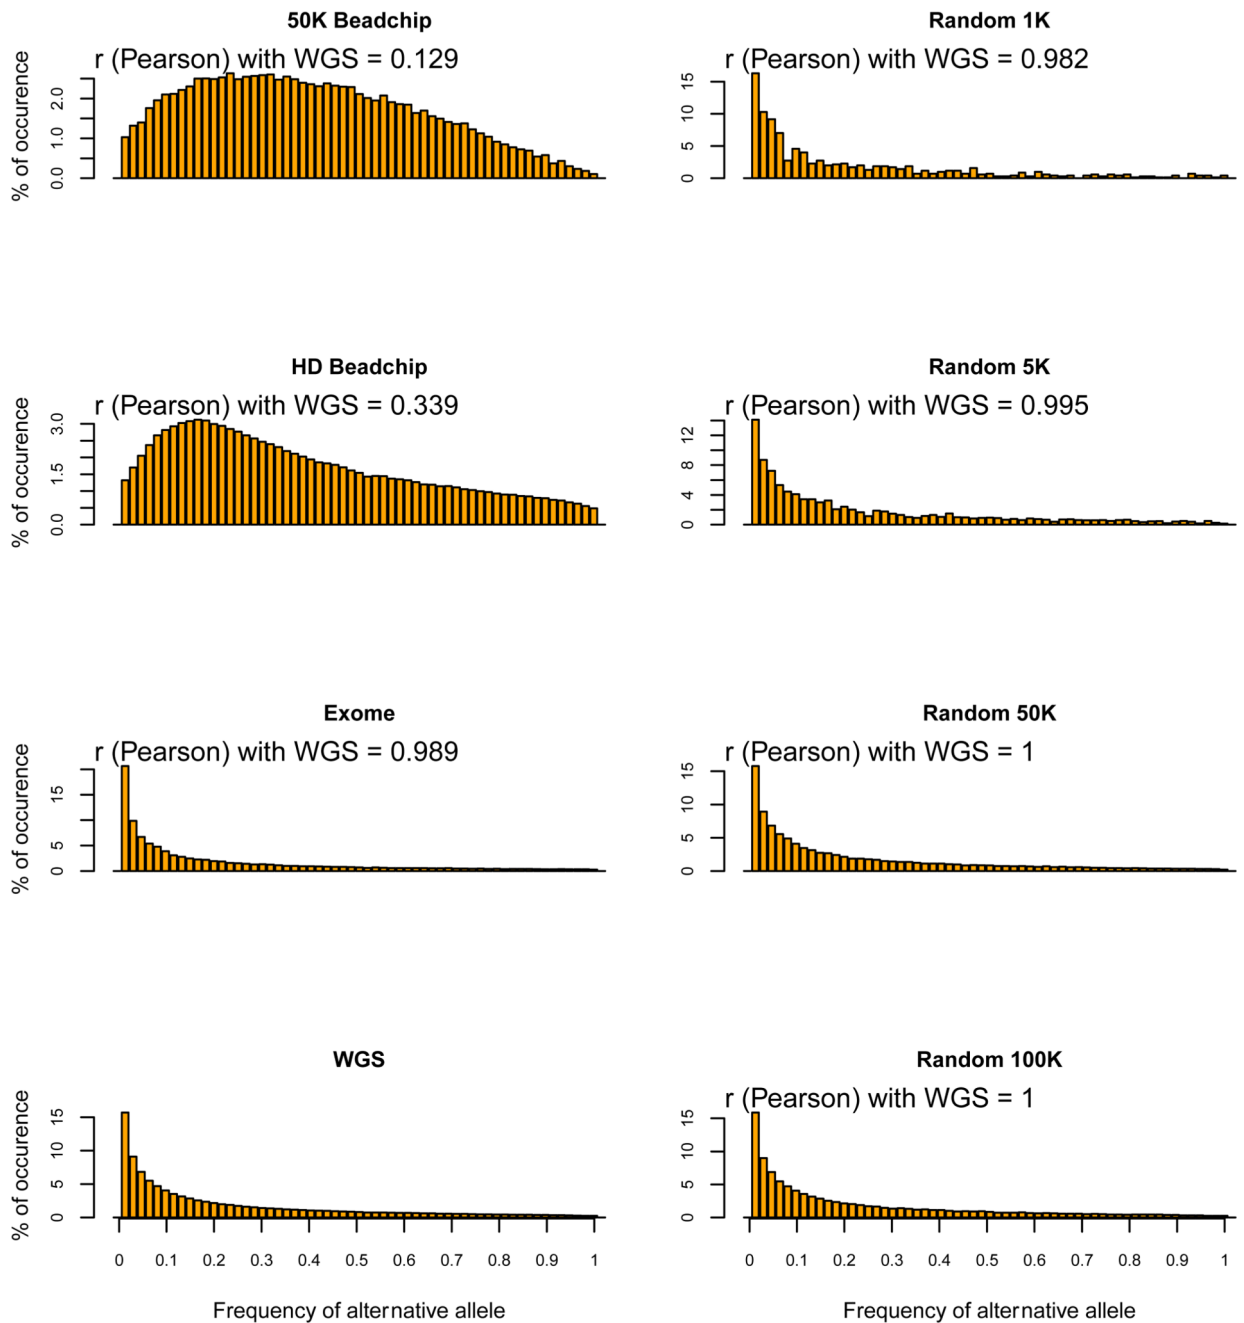 50K Beadchip
r (Pearson) with WGS = 0.129
% of occurence
0.0
1.0
2.0
Random 1K
r (Pearson) with WGS = 0.982
0
5
10
15
HD Beadchip
r (Pearson) with WGS = 0.339
% of occurence
0.0
1.5
3.0
Random 5K
r (Pearson) with WGS = 0.995
0
4
8
12
Exome
r (Pearson) with WGS = 0.989
% of occurence
0
5
15
Random 50K
r (Pearson) with WGS = 1
0
5
10
15
WGS
% of occurence
0
5
10
15
0 0.1 0.2 0.3 0.4 0.5 0.6 0.7 0.8 0.9 1
Frequency of alternative allele
Random 100K
r (Pearson) with WGS = 1
0
5
10
15
0 0.1 0.2 0.3 0.4 0.5 0.6 0.7 0.8 0.9 1
Frequency of alternative allele